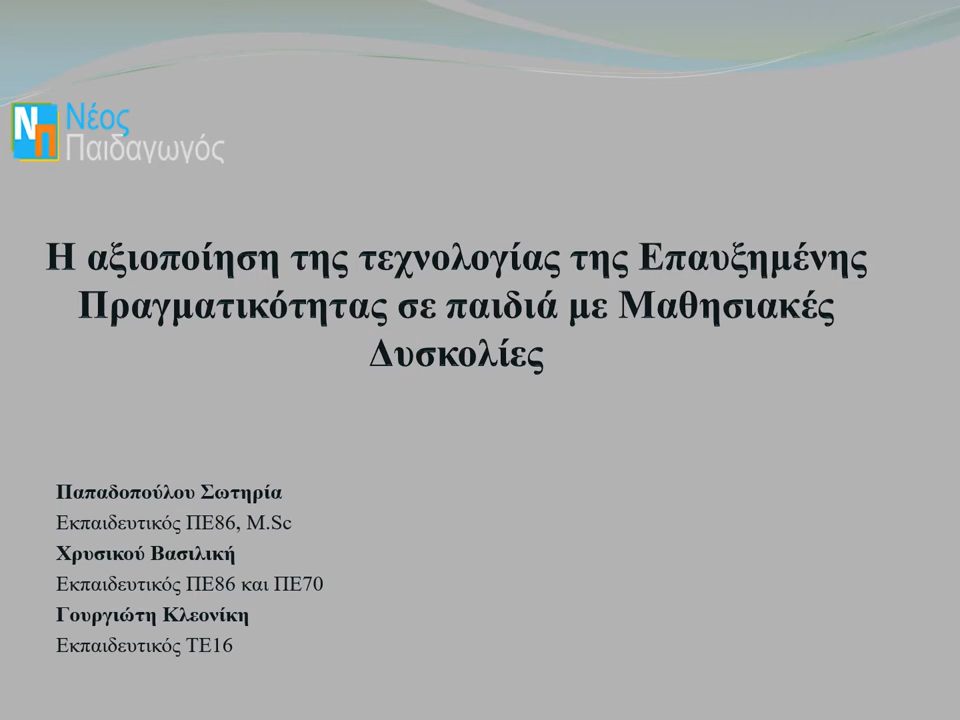 ΝΠ Νέος
Παιδαγωγός
Η αξιοποίηση της τεχνολογίας της Επαυξημένης
Πραγματικότητας σε παιδιά με Μαθησιακές
Δυσκολίες
Παπαδοπούλου Σωτηρία
Εκπαιδευτικός ΠΕ86, M.Sc
Χρυσικού Βασιλική
Εκπαιδευτικός ΠΕ86 και ΠΕ70
Γουργιώτη Κλεονίκη
Εκπαιδευτικός ΤΕ16